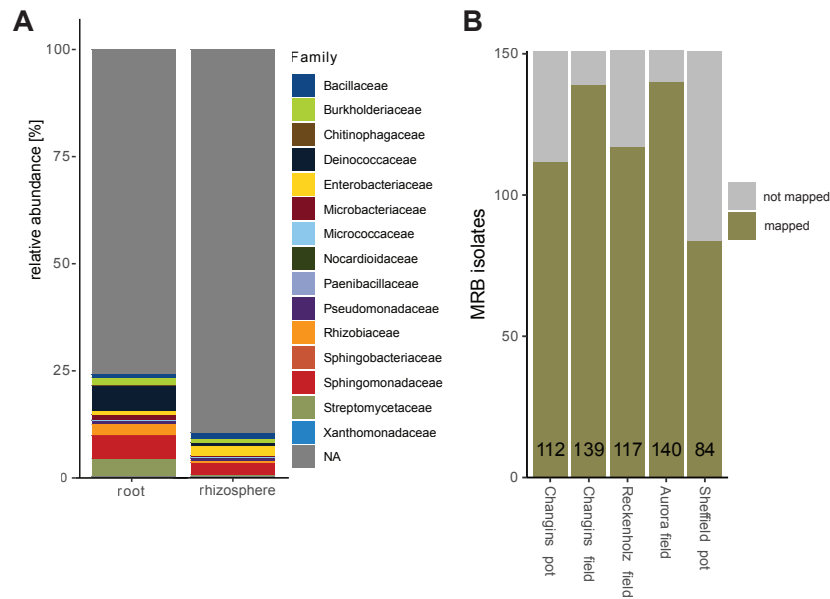 A
relative abundance [%]
100
75
50
25
0
root
rhizosphere
Family
Bacillaceae
Burkholderiaceae
Chitinophagaceae
Deinococcaceae
Enterobacteriaceae
Microbacteriaceae
Micrococcaceae
Nocardioidaceae
Paenibacillaceae
Pseudomonadaceae
Rhizobiaceae
Sphingobacteriaceae
Sphingomonadaceae
Streptomycetaceae
Xanthomonadaceae
NA
B
MRB isolates
150
100
50
0
112
139
117
140
84
Changins pot
Changins field
Reckenholz field
Aurora field
Sheffield pot
not mapped
mapped